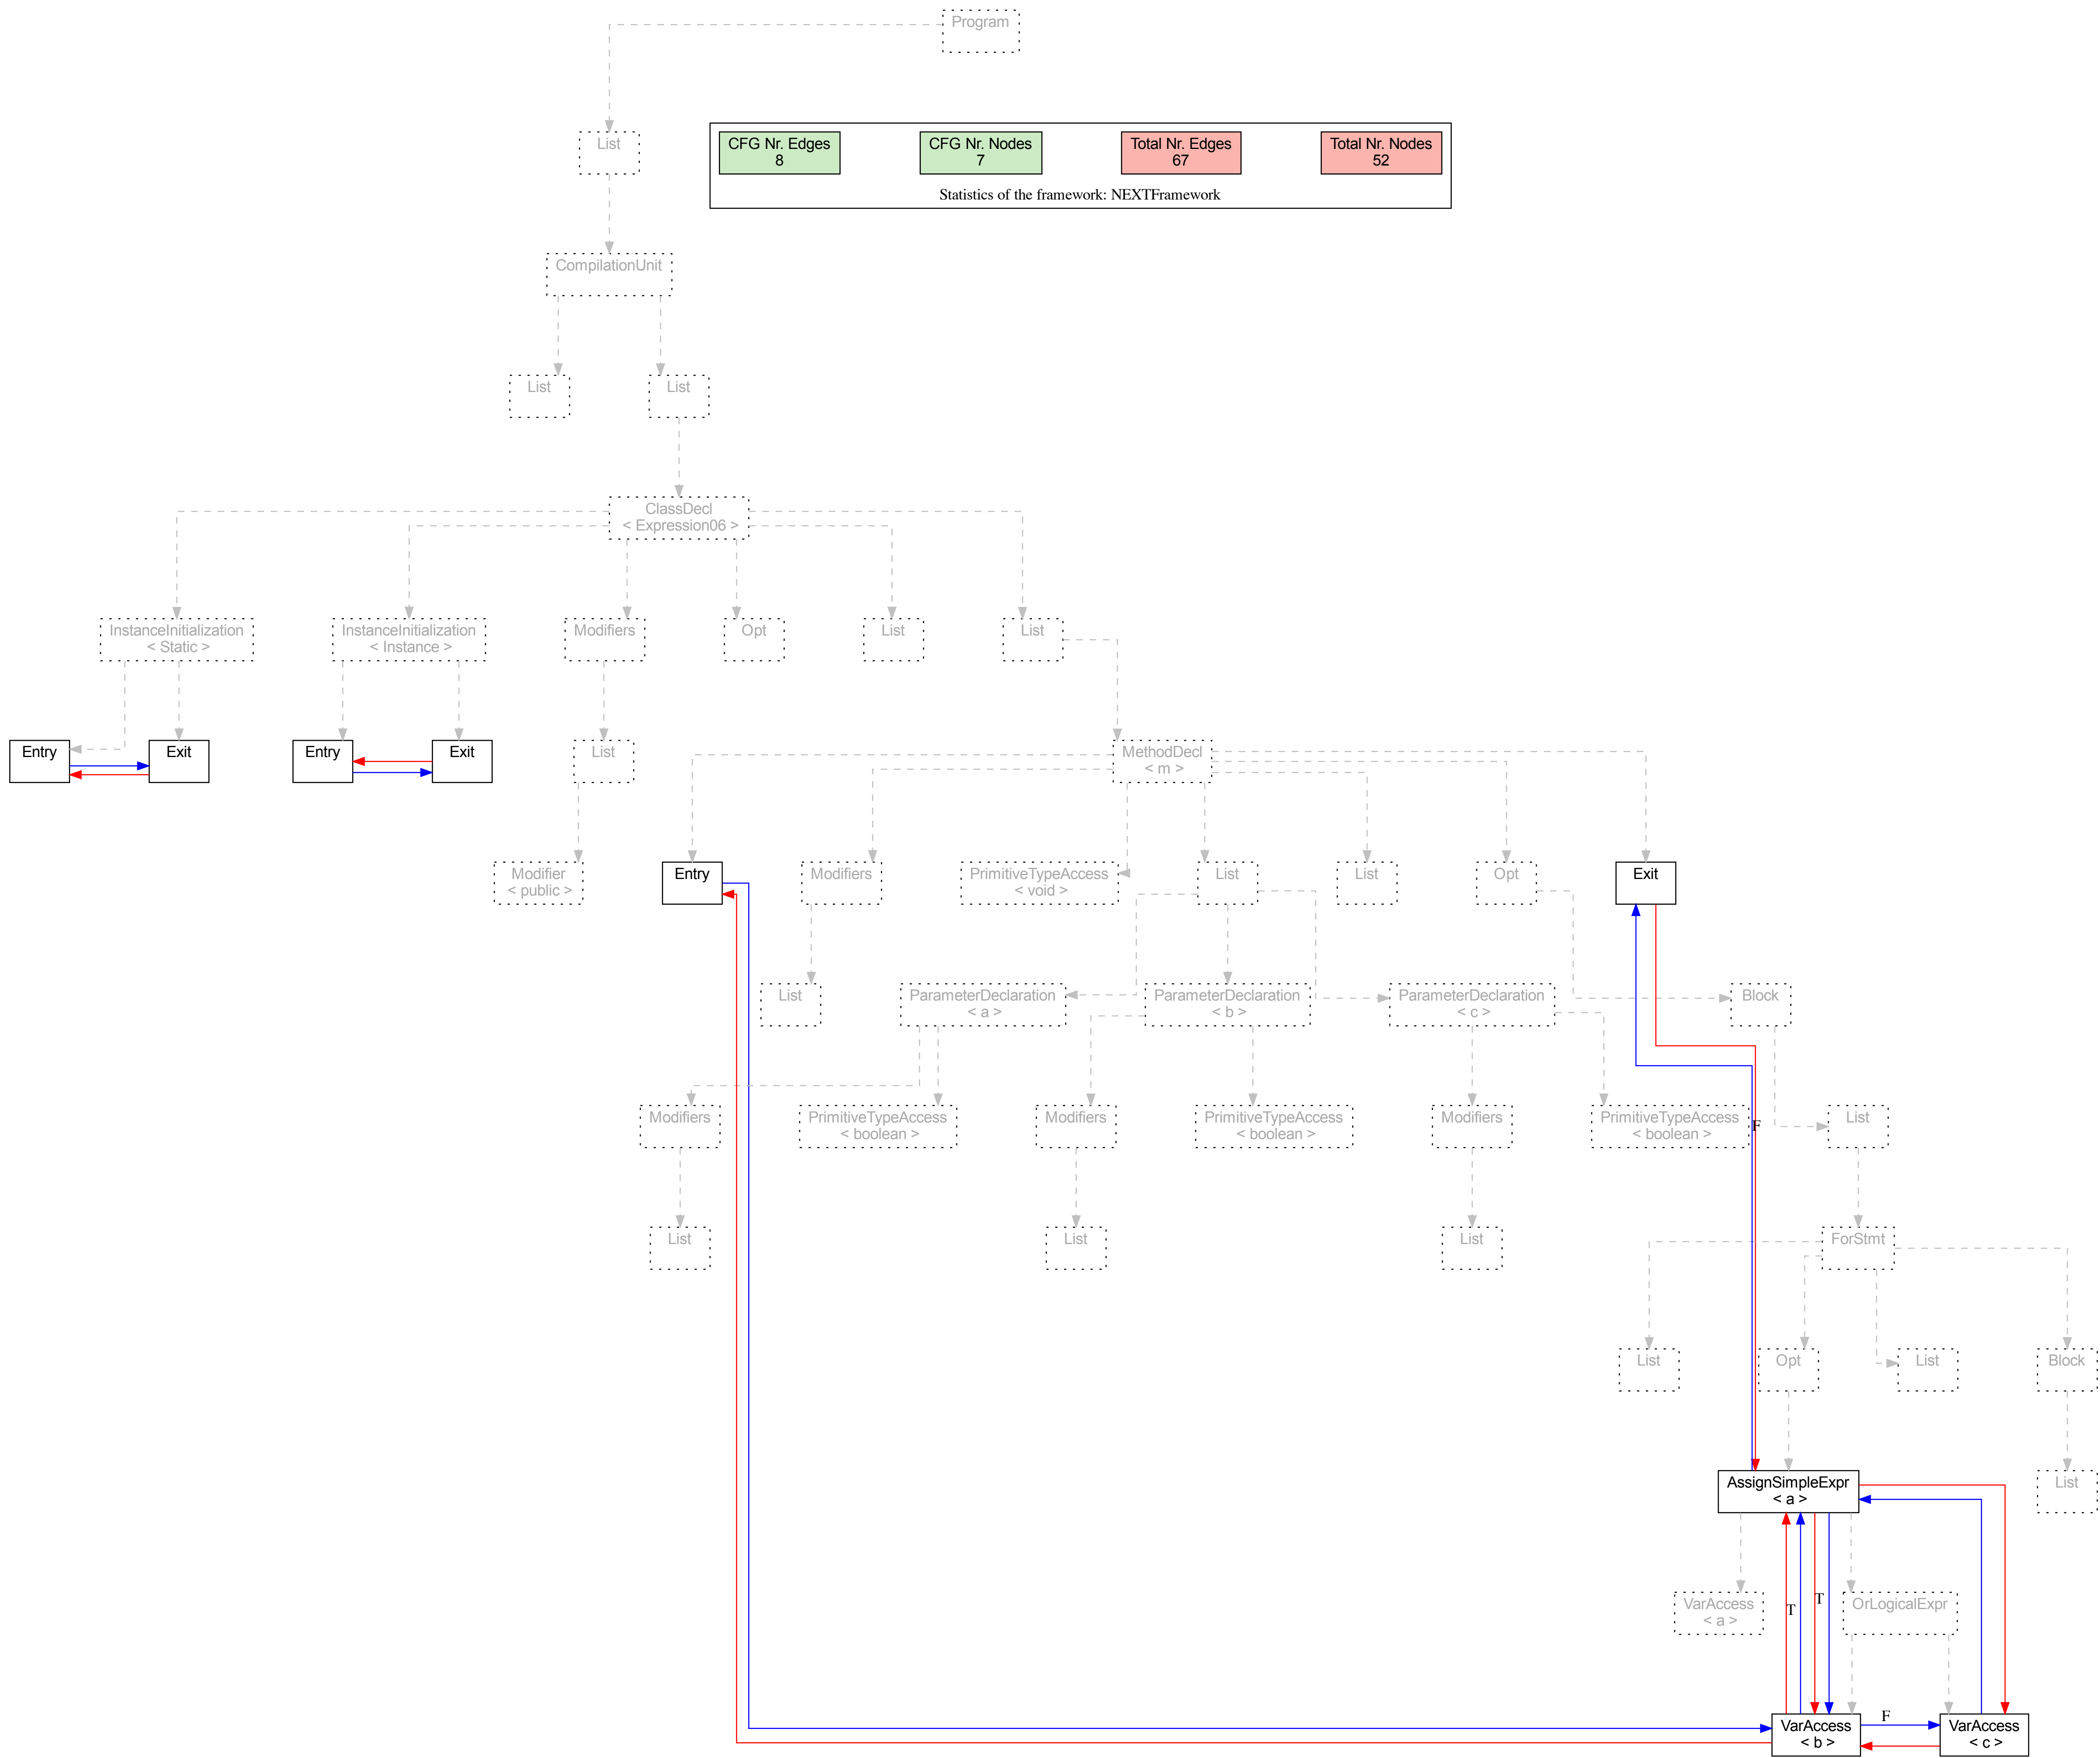 Program
List
CFG Nr. Edges
8
CFG Nr. Nodes
7
Total Nr. Edges
67
Total Nr. Nodes
52
Statistics of the framework: NEXTFramework
CompilationUnit
List
List
ClassDecl
< Expression06 >
InstanceInitialization
< Static >
InstanceInitialization
< Instance >
Modifiers
Opt
List
List
Entry
Exit
Entry
Exit
List
MethodDecl
< m >
Modifier
< public >
Entry
Modifiers
PrimitiveTypeAccess
< void >
List
List
Opt
Exit
List
ParameterDeclaration
< a >
ParameterDeclaration
< b >
ParameterDeclaration
< c >
Block
Modifiers
PrimitiveTypeAccess
< boolean >
Modifiers
PrimitiveTypeAccess
< boolean >
Modifiers
PrimitiveTypeAccess
< boolean >
F
List
List
List
List
ForStmt
List
Opt
List
Block
AssignSimpleExpr
< a >
List
VarAccess
< a >
T
T
OrLogicalExpr
VarAccess
< b >
F
VarAccess
< c >